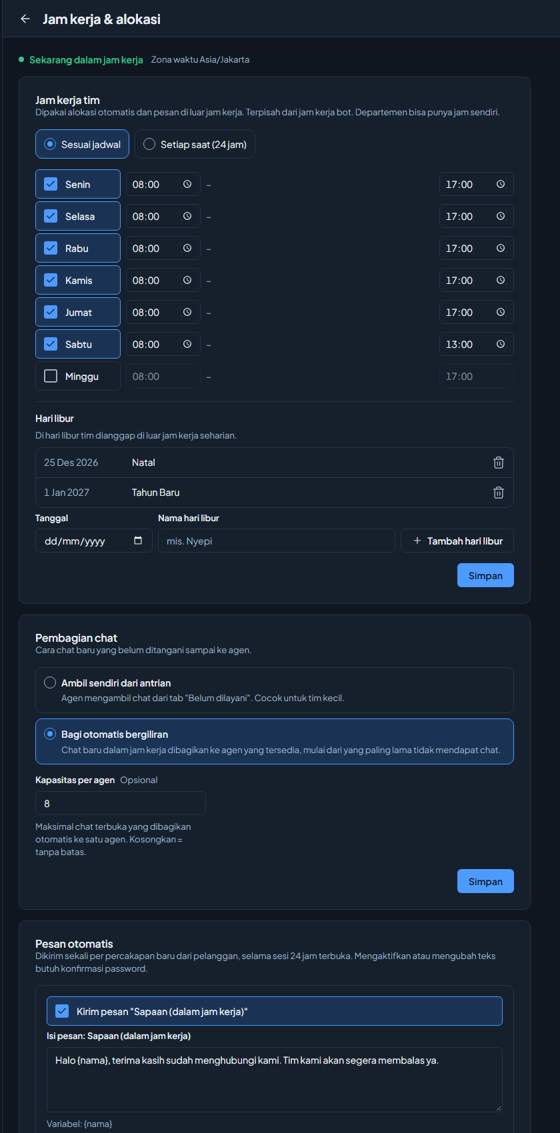 Jam kerja & alokasi
Sekarang dalam jam kerja Zona waktu Asia/Jakarta
Jam kerja tim
Dipakai alokasi otomatis dan pesan di luar jam kerja. Terpisah dari jam kerja bot. Departemen bisa punya jam sendiri.
Sesuai jadwal Setiap saat (24 jam)
Senin 08:00 – 17:00
Selasa 08:00 – 17:00
Rabu 08:00 – 17:00
Kamis 08:00 – 17:00
Jumat 08:00 – 17:00
Sabtu 08:00 – 13:00
Minggu 08:00 – 17:00
Hari libur
Di hari libur tim dianggap di luar jam kerja seharian.
25 Des 2026 Natal
1 Jan 2027 Tahun Baru
Tanggal Nama hari libur
dd/mm/yyyy mis. Nyepi + Tambah hari libur
Simpan
Pembagian chat
Cara chat baru yang belum ditangani sampai ke agen.
Ambil sendiri dari antrian
Agen mengambil chat dari tab "Belum dilayani". Cocok untuk tim kecil.
Bagi otomatis bergiliran
Chat baru dalam jam kerja dibagikan ke agen yang tersedia, mulai dari yang paling lama tidak mendapat chat.
Kapasitas per agen Opsional
8
Maksimal chat terbuka yang dibagikan
otomatis ke satu agen. Kosongkan =
tanpa batas.
Simpan
Pesan otomatis
Dikirim sekali per percakapan baru dari pelanggan, selama sesi 24 jam terbuka. Mengaktifkan atau mengubah teks
butuh konfirmasi password.
Kirim pesan "Sapaan (dalam jam kerja)"
Isi pesan: Sapaan (dalam jam kerja)
Halo {nama}, terima kasih sudah menghubungi kami. Tim kami akan segera membalas ya.
Variabel: {nama}